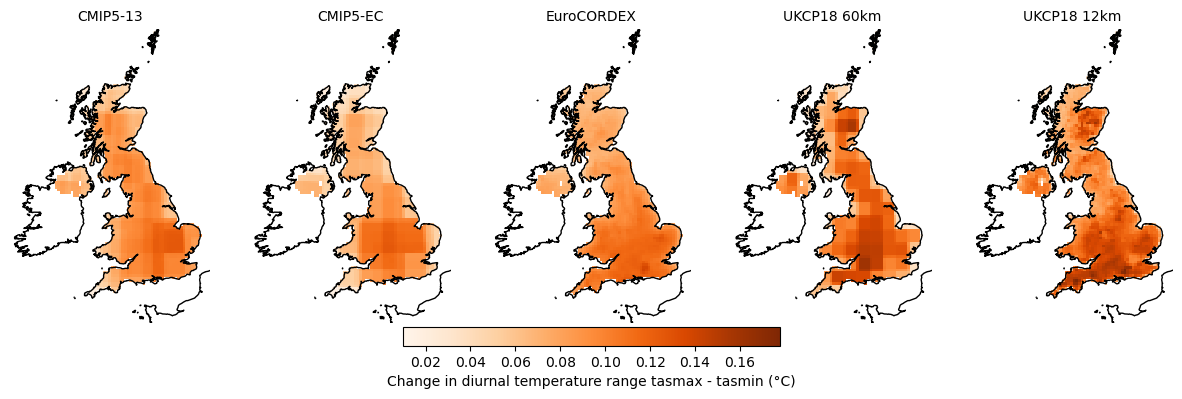 CMIP5-13 CMIP5-EC EuroCORDEX UKCP18 60km UKCP18 12km
0.02 0.04 0.06 0.08 0.10 0.12 0.14 0.16
Change in diurnal temperature range tasmax - tasmin (°C)